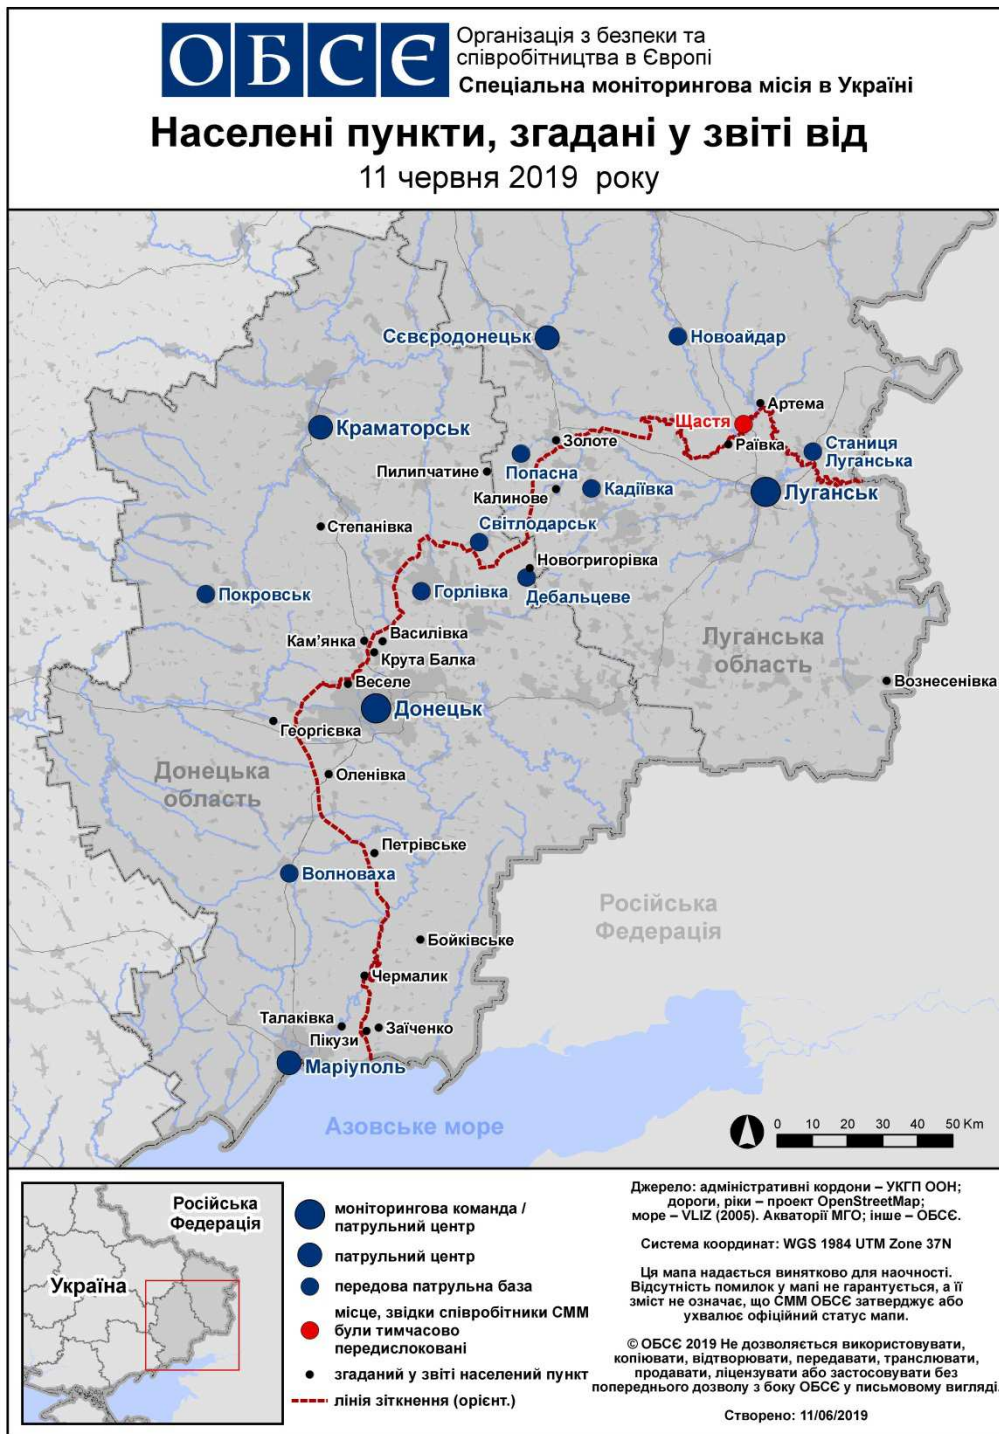 ОБСЄ
Організація з безпеки та
співробітництва в Європі
Спеціальна моніторингова місія в Україні
Населені пункти, згадані у звіті від
11 червня 2019 року
Сєвєродонецьк
Новоайдар
Артема
Щастя
Краматорськ
Золоте
Раївка
Станиця
Луганська
Попасна
Пилипчатине
Калинове
Кадіївка
Луганськ
Степанівка
Світлодарськ
Новогригорівка
Покровськ
Горлівка
Дебальцеве
Кам’янка
Василівка
Крута Балка
Луганська
область
Веселе
Вознесенівка
Донецьк
Георгієвка
Донецька
область
Оленівка
Петрівське
Волноваха
Російська
Федерація
Бойківське
Чермалик
Талаківка
Заїченко
Пікузи
Маріуполь
Азовське море
0 10 20 30 40 50 Km
Російська
Федерація
Україна
моніторингова команда /
патрульний центр
патрульний центр
передова патрульна база
місце, звідки співробітники СММ
були тимчасово
передислоковані
згаданий у звіті населений пункт
лінія зіткнення (орієнт.)
Джерело: адміністративні кордони – УКГП ООН;
дороги, ріки – проект OpenStreetMap;
море – VLIZ (2005). Акваторії МГО; інше – ОБСЄ.
Система координат: WGS 1984 UTM Zone 37N
Ця мапа надається винятково для наочності.
Відсутність помилок у мапі не гарантується, а її
зміст не означає, що СММ ОБСЄ затверджує або
ухвалює офіційний статус мапи.
© ОБСЄ 2019 Не дозволяється використовувати,
копіювати, відтворювати, передавати, транслювати,
продавати, ліцензувати або застосовувати без
попереднього дозволу з боку ОБСЄ у письмовому вигляді.
Створено: 11/06/2019